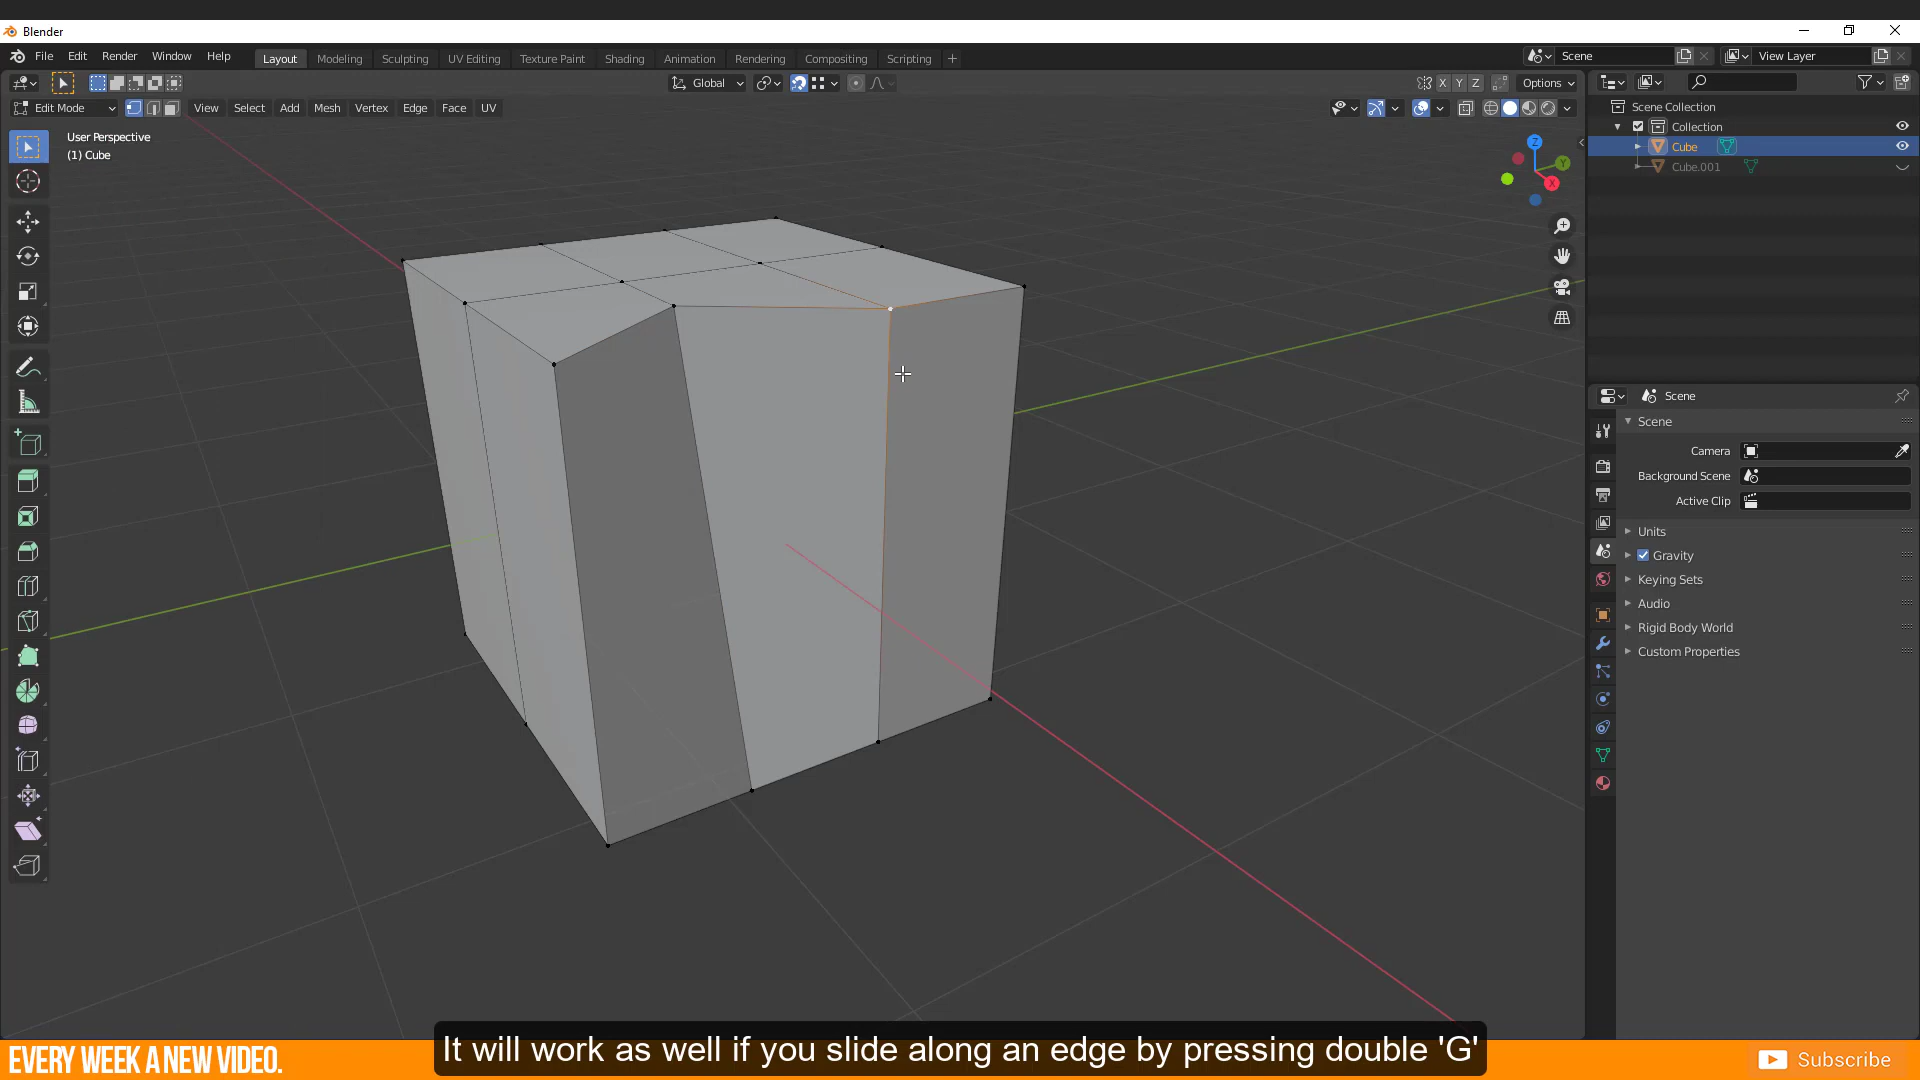 Blender
File Edit Render Window Help Layout Modeling Sculpting UV Editing Texture Paint Shading Animation Rendering Compositing Scripting + Scene View Layer
Global X Y Z Options
Edit Mode View Select Add Mesh Vertex Edge Face UV
User Perspective
(1) Cube
Z
Y
X
Scene Collection
Collection
Cube
Cube.001
Scene
Scene
Camera
Background Scene
Active Clip
Units
Gravity
Keying Sets
Audio
Rigid Body World
Custom Properties
EVERY WEEK A NEW VIDEO.
It will work as well if you slide along an edge by pressing double 'G'
Subscribe